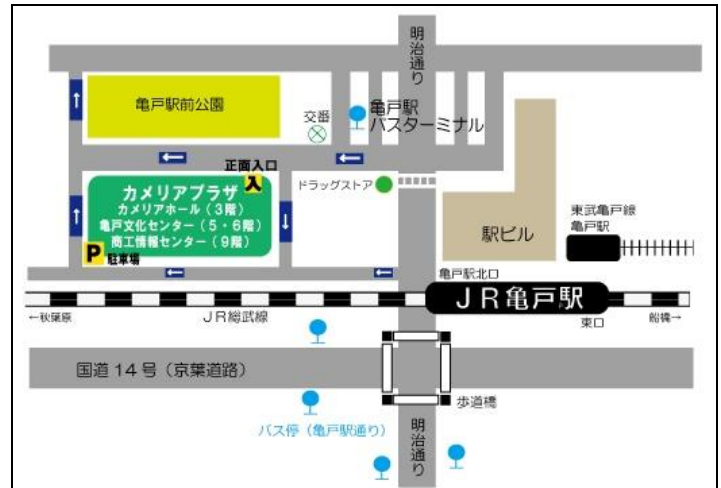 明治通り
亀戸駅前公園
交番
亀戸駅
バスターミナル
正面入口
入
ドラッグストア
カメリアプラザ
カメリアホール（3階）
亀戸文化センター（5・6階）
商工情報センター（9階）
P
駐車場
駅ビル
東武亀戸線
亀戸駅
亀戸駅北口
JR亀戸駅
←秋葉原
JR総武線
東口
船橋→
国道14号（京葉道路）
歩道橋
バス停（亀戸駅通り）
明治通り